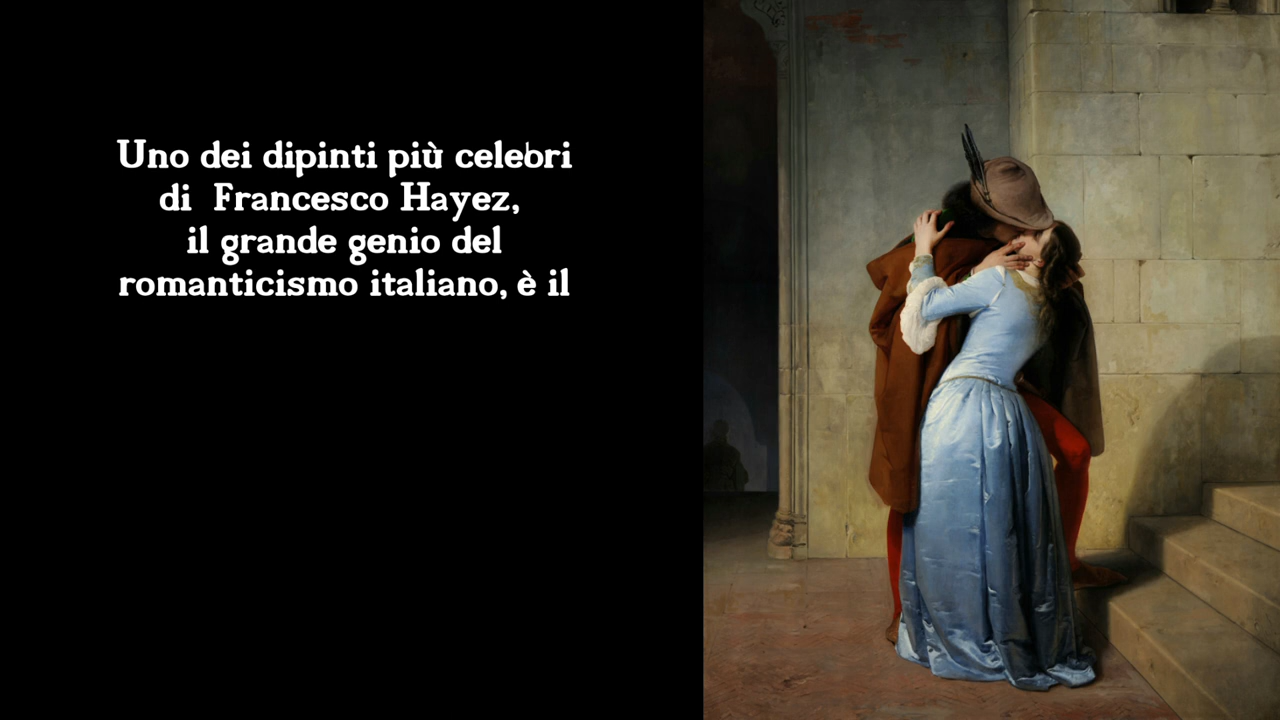 Uno dei dipinti più celebri
di Francesco Hayez,
il grande genio del
romanticismo italiano, è il